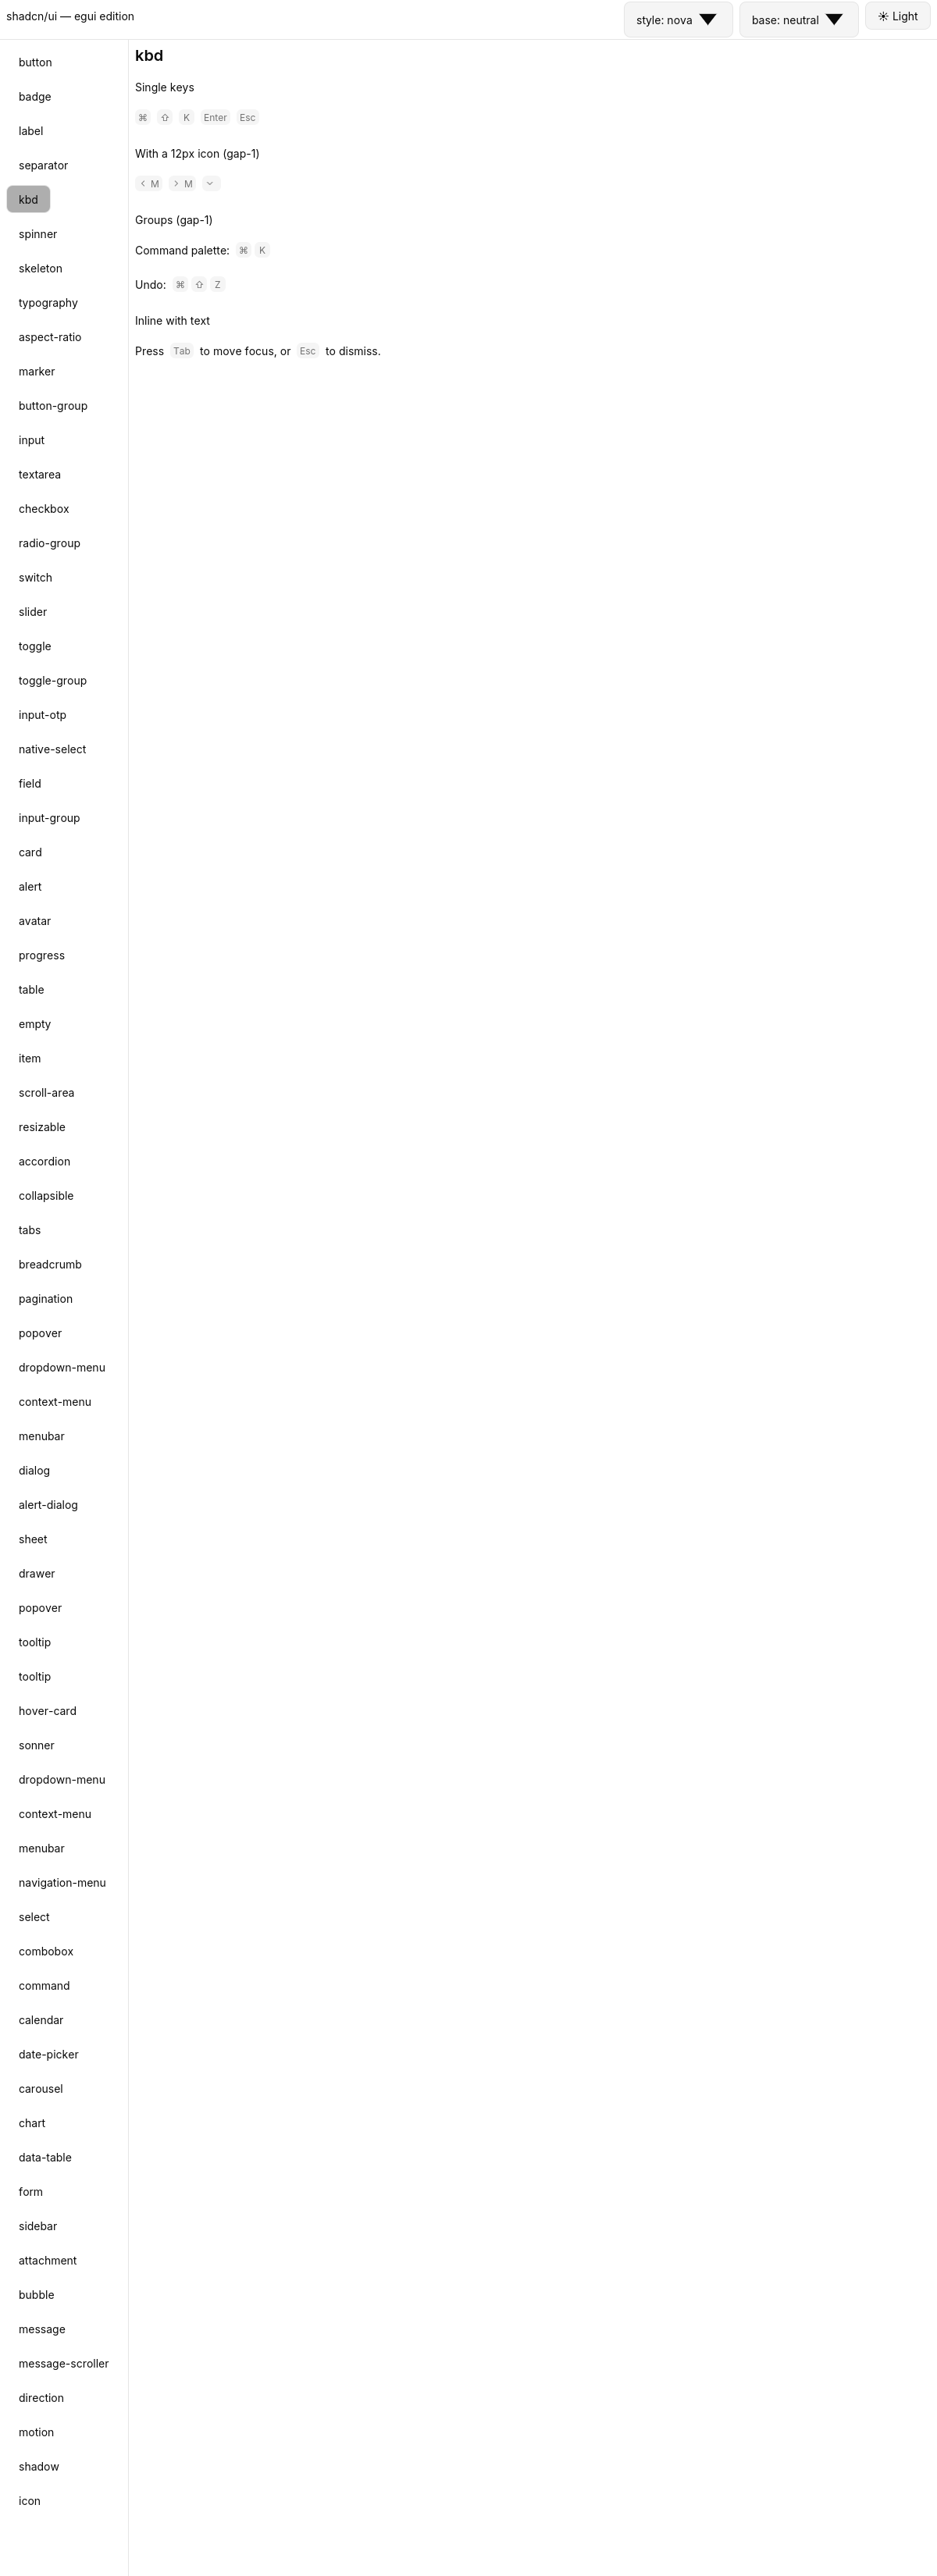 shadcn/ui — egui edition
style: nova
base: neutral
☀ Light
button
badge
label
separator
kbd
spinner
skeleton
typography
aspect-ratio
marker
button-group
input
textarea
checkbox
radio-group
switch
slider
toggle
toggle-group
input-otp
native-select
field
input-group
card
alert
avatar
progress
table
empty
item
scroll-area
resizable
accordion
collapsible
tabs
breadcrumb
pagination
popover
dropdown-menu
context-menu
menubar
dialog
alert-dialog
sheet
drawer
popover
tooltip
tooltip
hover-card
sonner
dropdown-menu
context-menu
menubar
navigation-menu
select
combobox
command
calendar
date-picker
carousel
chart
data-table
form
sidebar
attachment
bubble
message
message-scroller
direction
motion
shadow
icon
kbd
Single keys
⌘ ⇧ K Enter Esc
With a 12px icon (gap-1)
M M
Groups (gap-1)
Command palette: ⌘ K
Undo: ⌘ ⇧ Z
Inline with text
Press Tab to move focus, or Esc to dismiss.